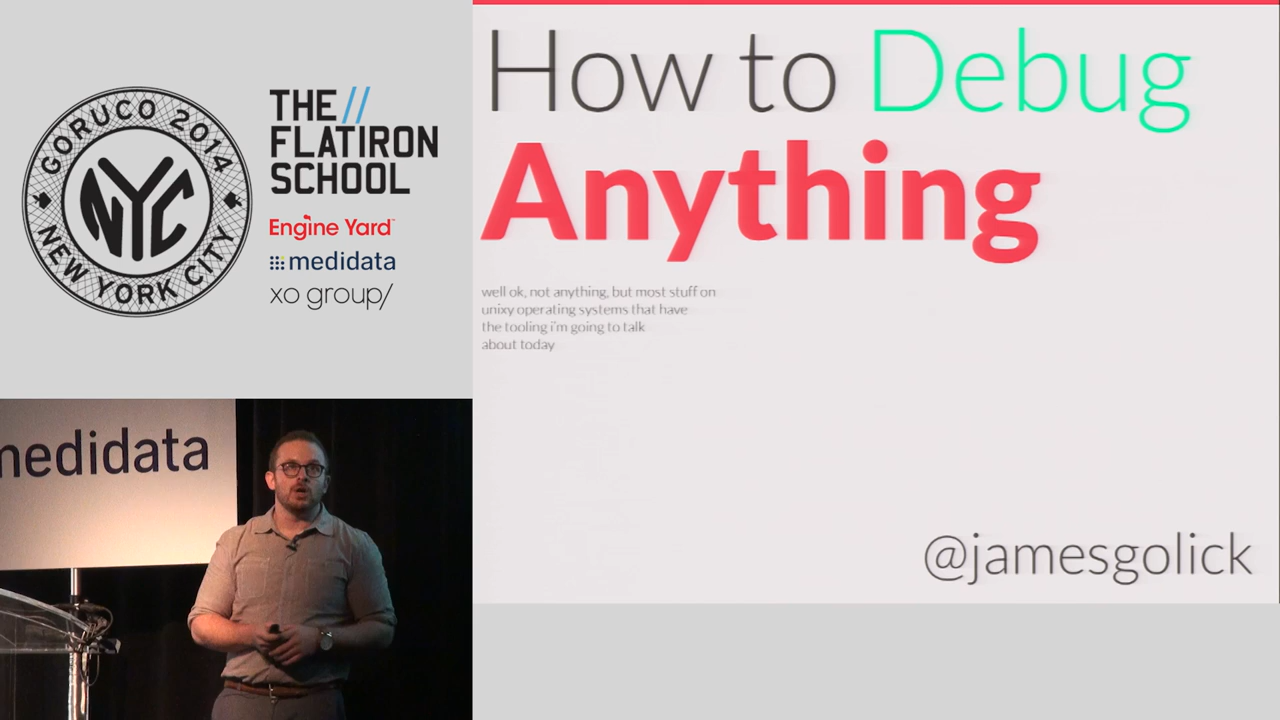 GORUCO 2014
NYC
NEW YORK CITY
THE //
FLATIRON
SCHOOL
Engine Yard™
medidata
xo group/
How to Debug
Anything
well ok, not anything, but most stuff on
unixy operating systems that have
the tooling i'm going to talk
about today
@jamesgolick
medidata